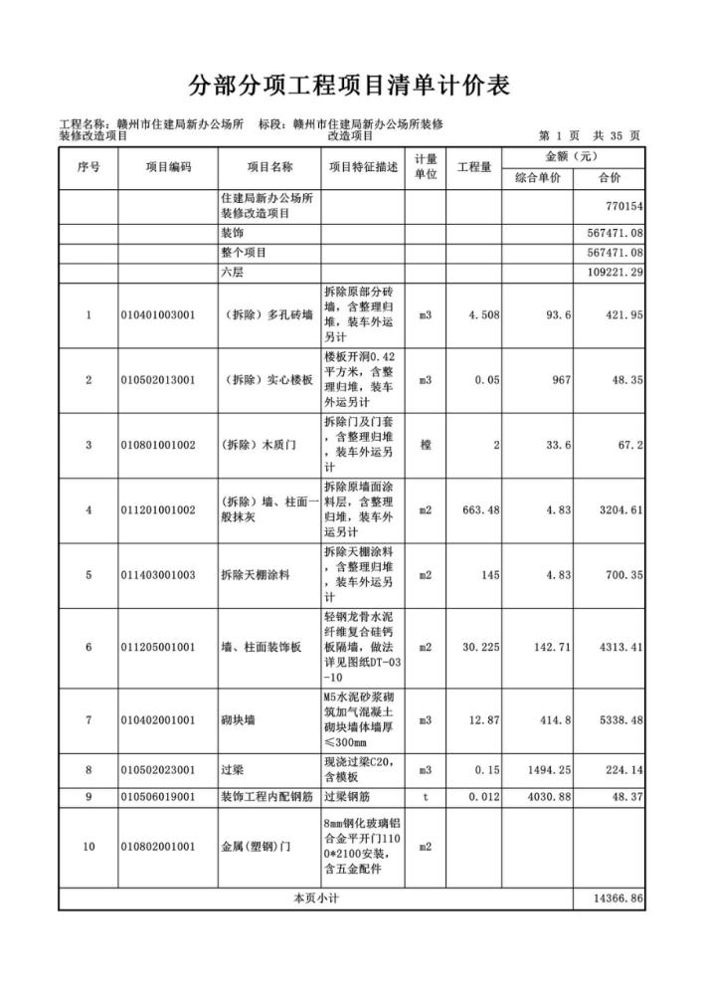 分部分项工程项目清单计价表
工程名称：赣州市住建局新办公场所
装修改造项目
标段：赣州市住建局新办公场所装修
改造项目
第 1 页 共 35 页
序号 项目编码 项目名称 项目特征描述 计量
单位 工程量 金额（元）
综合单价 合价
住建局新办公场所
装修改造项目 770154
装饰 567471.08
整个项目 567471.08
六层 109221.29
1 010401003001 （拆除）多孔砖墙 拆除原部分砖
墙，含整理归
堆，装车外运
另计 m3 4.508 93.6 421.95
2 010502013001 （拆除）实心楼板 楼板开洞0.42
平方米，含整
理归堆，装车
外运另计 m3 0.05 967 48.35
3 010801001002 (拆除）木质门 拆除门及门套
，含整理归堆
，装车外运另
计 樘 2 33.6 67.2
4 011201001002 (拆除）墙、柱面一
般抹灰 拆除原墙面涂
料层，含整理
归堆，装车外
运另计 m2 663.48 4.83 3204.61
5 011403001003 拆除天棚涂料 拆除天棚涂料
，含整理归堆
，装车外运另
计 m2 145 4.83 700.35
6 011205001001 墙、柱面装饰板 轻钢龙骨水泥
纤维复合硅钙
板隔墙，做法
详见图纸DT-03
-10 m2 30.225 142.71 4313.41
7 010402001001 砌块墙 M5水泥砂浆砌
筑加气混凝土
砌块墙体墙厚
≤300mm m3 12.87 414.8 5338.48
8 010502023001 过梁 现浇过梁C20，
含模板 m3 0.15 1494.25 224.14
9 010506019001 装饰工程内配钢筋 过梁钢筋 t 0.012 4030.88 48.37
10 010802001001 金属(塑钢)门 8mm钢化玻璃铝
合金平开门110
0*2100安装，
含五金配件 m2
本页小计 14366.86